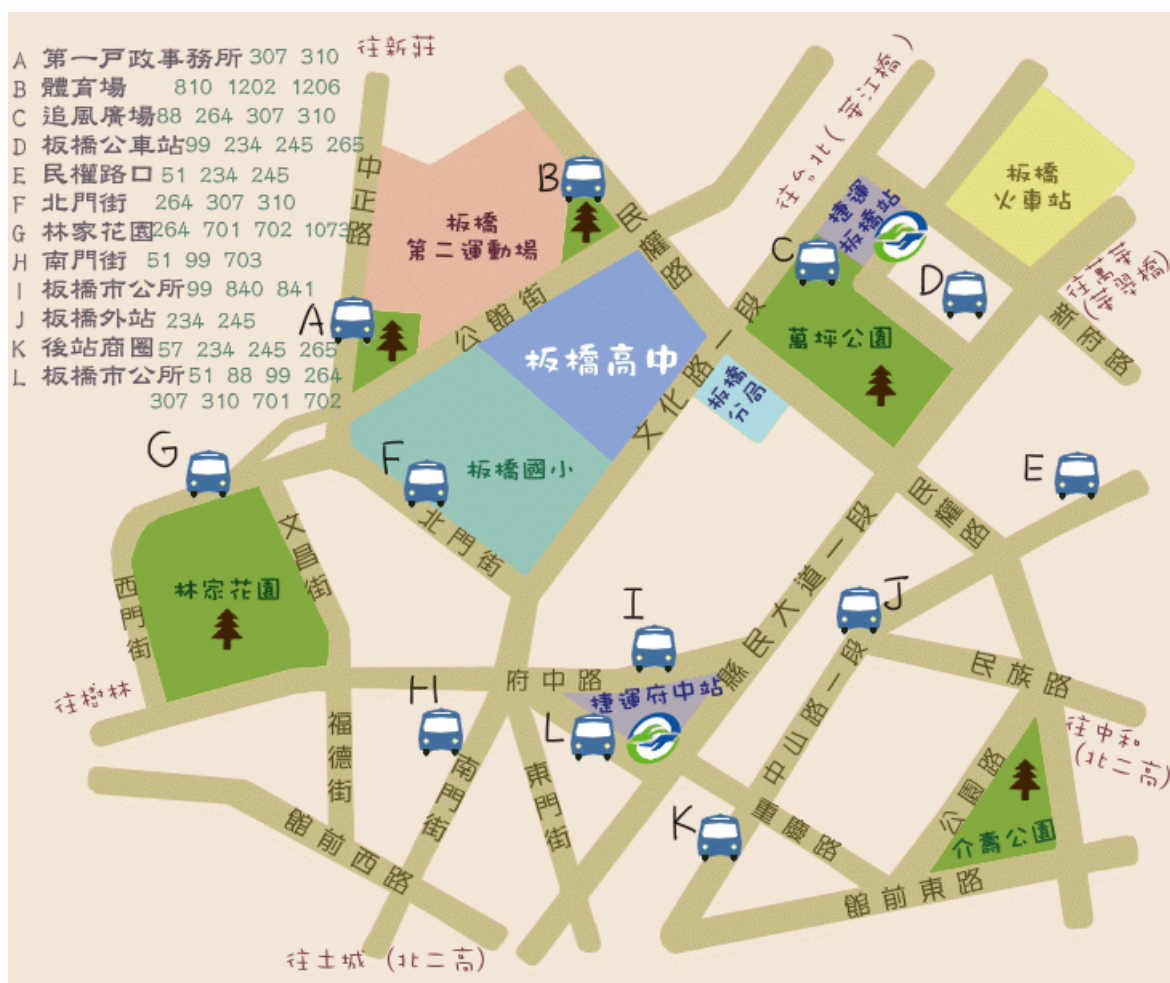 A 第一戶政事務所 307 310
B 體育場 810 1202 1206
C 追風廣場 88 264 307 310
D 板橋公車站 99 234 245 265
E 民權路口 51 234 245
F 北門街 264 307 310
G 林家花園 264 701 702 1073
H 南門街 51 99 703
I 板橋市公所 99 840 841
J 板橋外站 234 245
K 後站商圈 57 234 245 265
L 板橋市公所 51 88 99 264
307 310 701 702
往新莊
中正路
板橋
第二運動場
B
民權路
往台北(華江橋)
捷運
板橋站
板橋
火車站
C
D
往萬華
(華翠橋)
新府路
A
公館街
板橋高中
文化路一段
萬坪公園
板橋
分局
G
F
板橋國小
北門街
E
民權路
文昌街
林家花園
西門街
縣民大道一段
I
J
往樹林
府中路
捷運府中站
民族路
H
L
福德街
南門街
東門街
中山路一段
往中和
(北二高)
K
重慶路
公園路
介壽公園
館前西路
館前東路
往土城 (北二高)